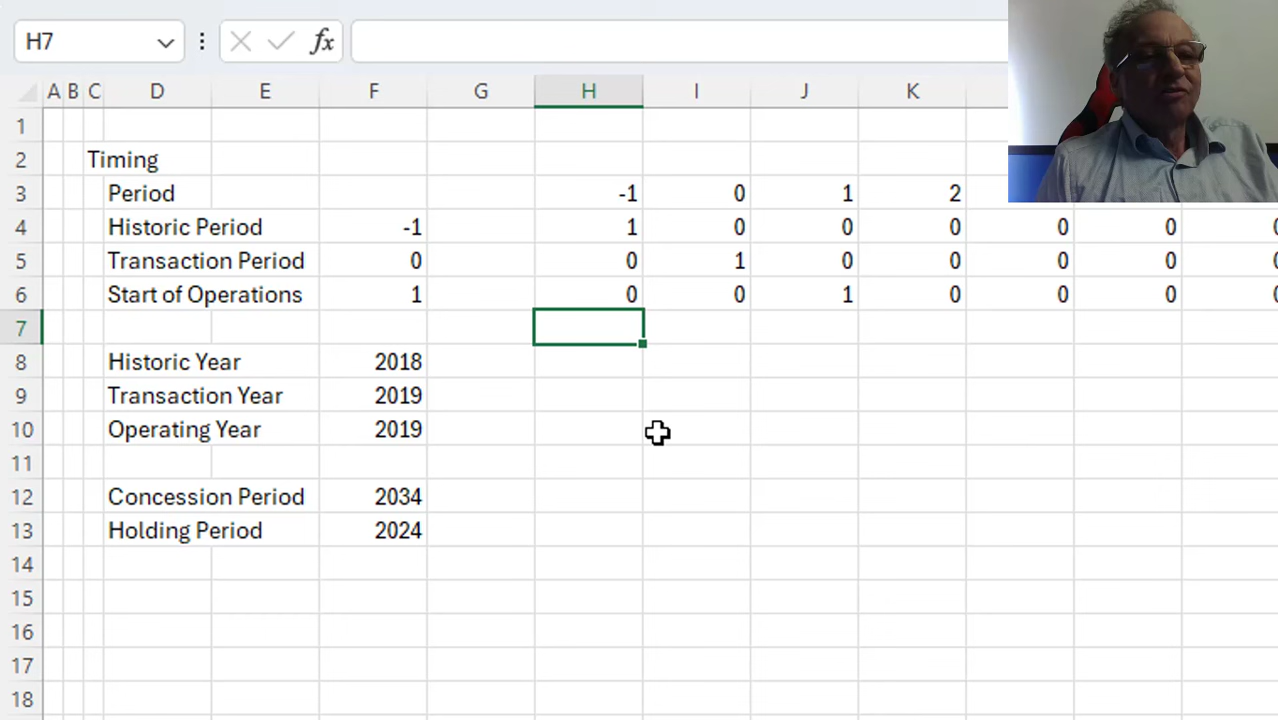 H7 fx
A B C D E F G H I J K
1
2 Timing
3 Period -1 0 1 2
4 Historic Period -1 1 0 0 0 0 0 0
5 Transaction Period 0 0 1 0 0 0 0 0
6 Start of Operations 1 0 0 1 0 0 0 0
7
8 Historic Year 2018
9 Transaction Year 2019
10 Operating Year 2019
11
12 Concession Period 2034
13 Holding Period 2024
14
15
16
17
18